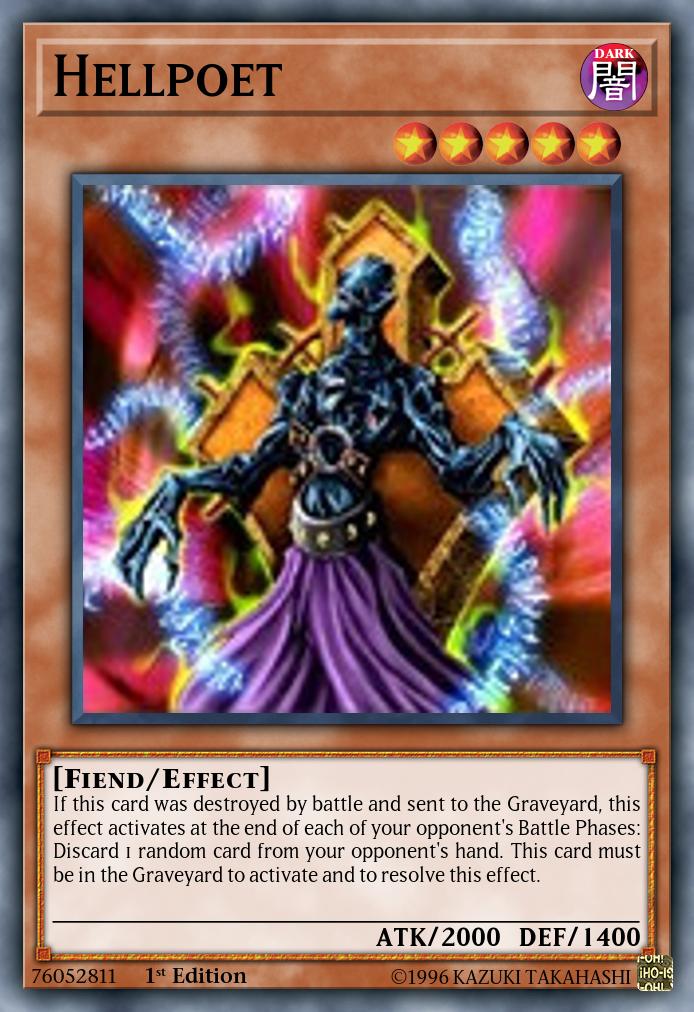 HELLPOET
DARK
闇
[FIEND/EFFECT]
If this card was destroyed by battle and sent to the Graveyard, this
effect activates at the end of each of your opponent's Battle Phases:
Discard 1 random card from your opponent's hand. This card must
be in the Graveyard to activate and to resolve this effect.
ATK/2000 DEF/1400
76052811 1st Edition ©1996 KAZUKI TAKAHASHI